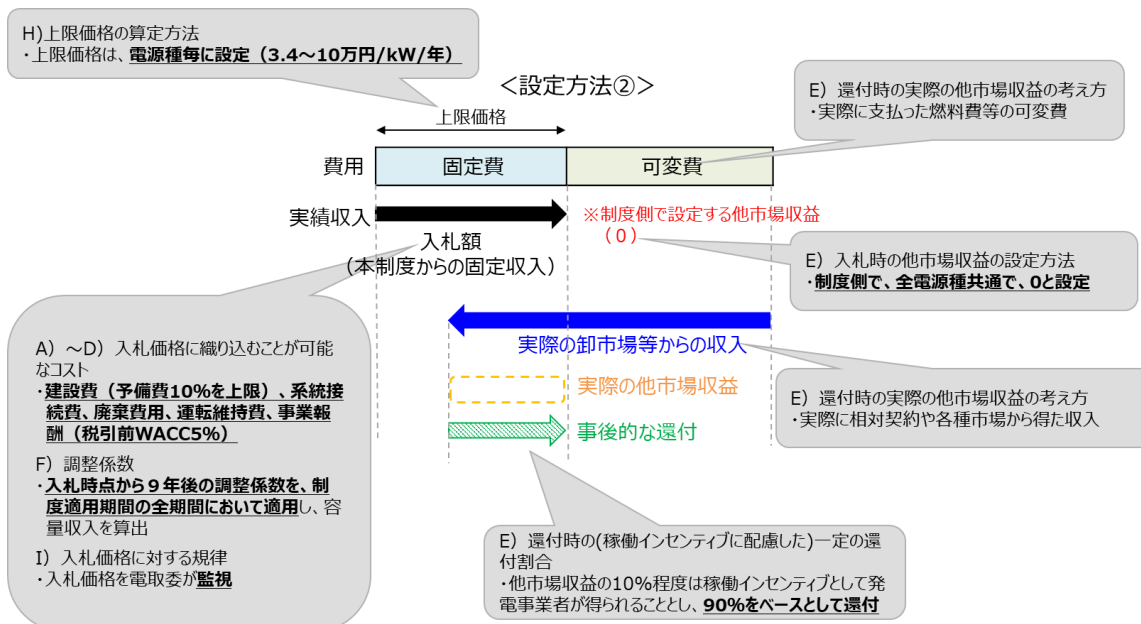 H)上限価格の算定方法
・上限価格は、電源種毎に設定（3.4～10万円/kW/年）
＜設定方法②＞
E）還付時の実際の他市場収益の考え方
・実際に支払った燃料費等の可変費
上限価格
費用
固定費
可変費
実績収入
※制度側で設定する他市場収益
（0）
入札額
（本制度からの固定収入）
E）入札時の他市場収益の設定方法
・制度側で、全電源種共通で、0と設定
実際の卸市場等からの収入
A）～D）入札価格に織り込むことが可能
なコスト
・建設費（予備費10%を上限）、系統接
続費、廃棄費用、運転維持費、事業報
酬（税引前WACC5%）
F）調整係数
・入札時点から９年後の調整係数を、制
度適用期間の全期間において適用し、容
量収入を算出
I）入札価格に対する規律
・入札価格を電取委が監視
実際の他市場収益
E）還付時の実際の他市場収益の考え方
・実際に相対契約や各種市場から得た収入
事後的な還付
E）還付時の(稼働インセンティブに配慮した)一定の還
付割合
・他市場収益の10%程度は稼働インセンティブとして発
電事業者が得られることとし、90%をベースとして還付